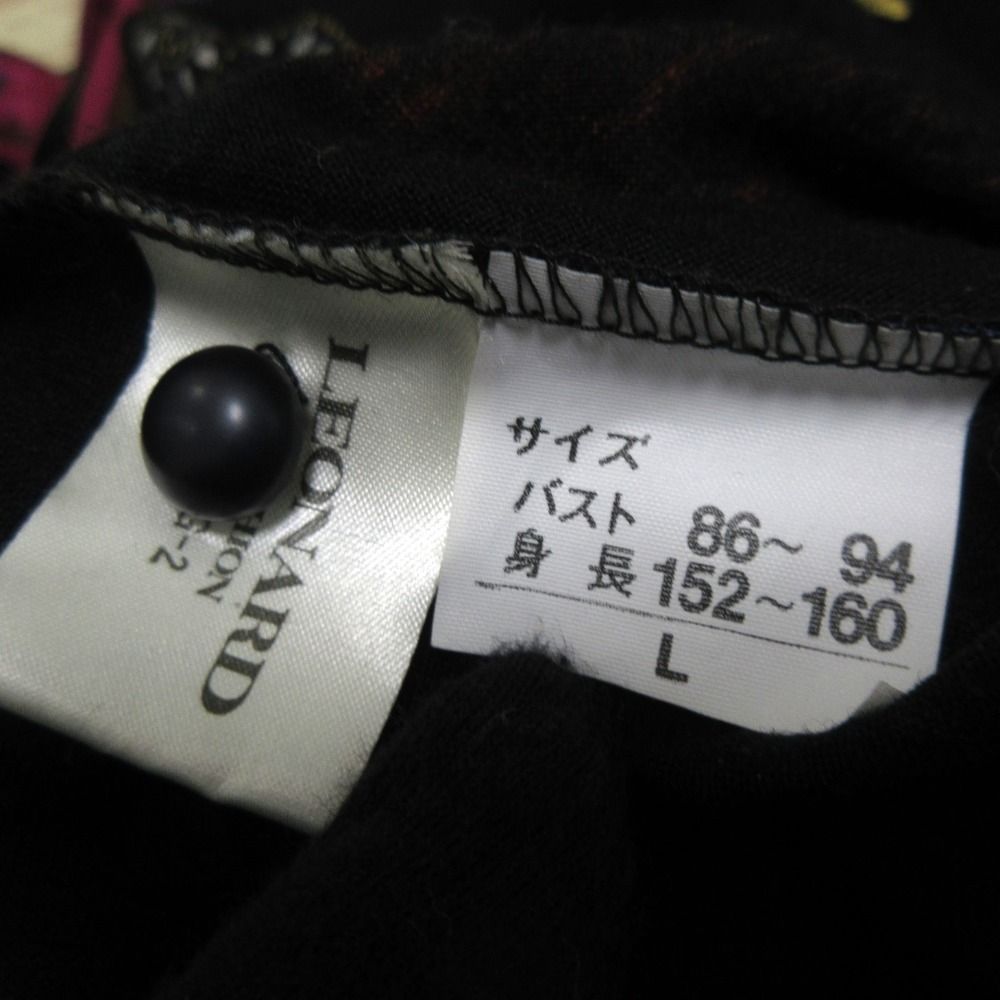 LEONARD
サイズ
バスト 86～ 94
身 長 152～160
L